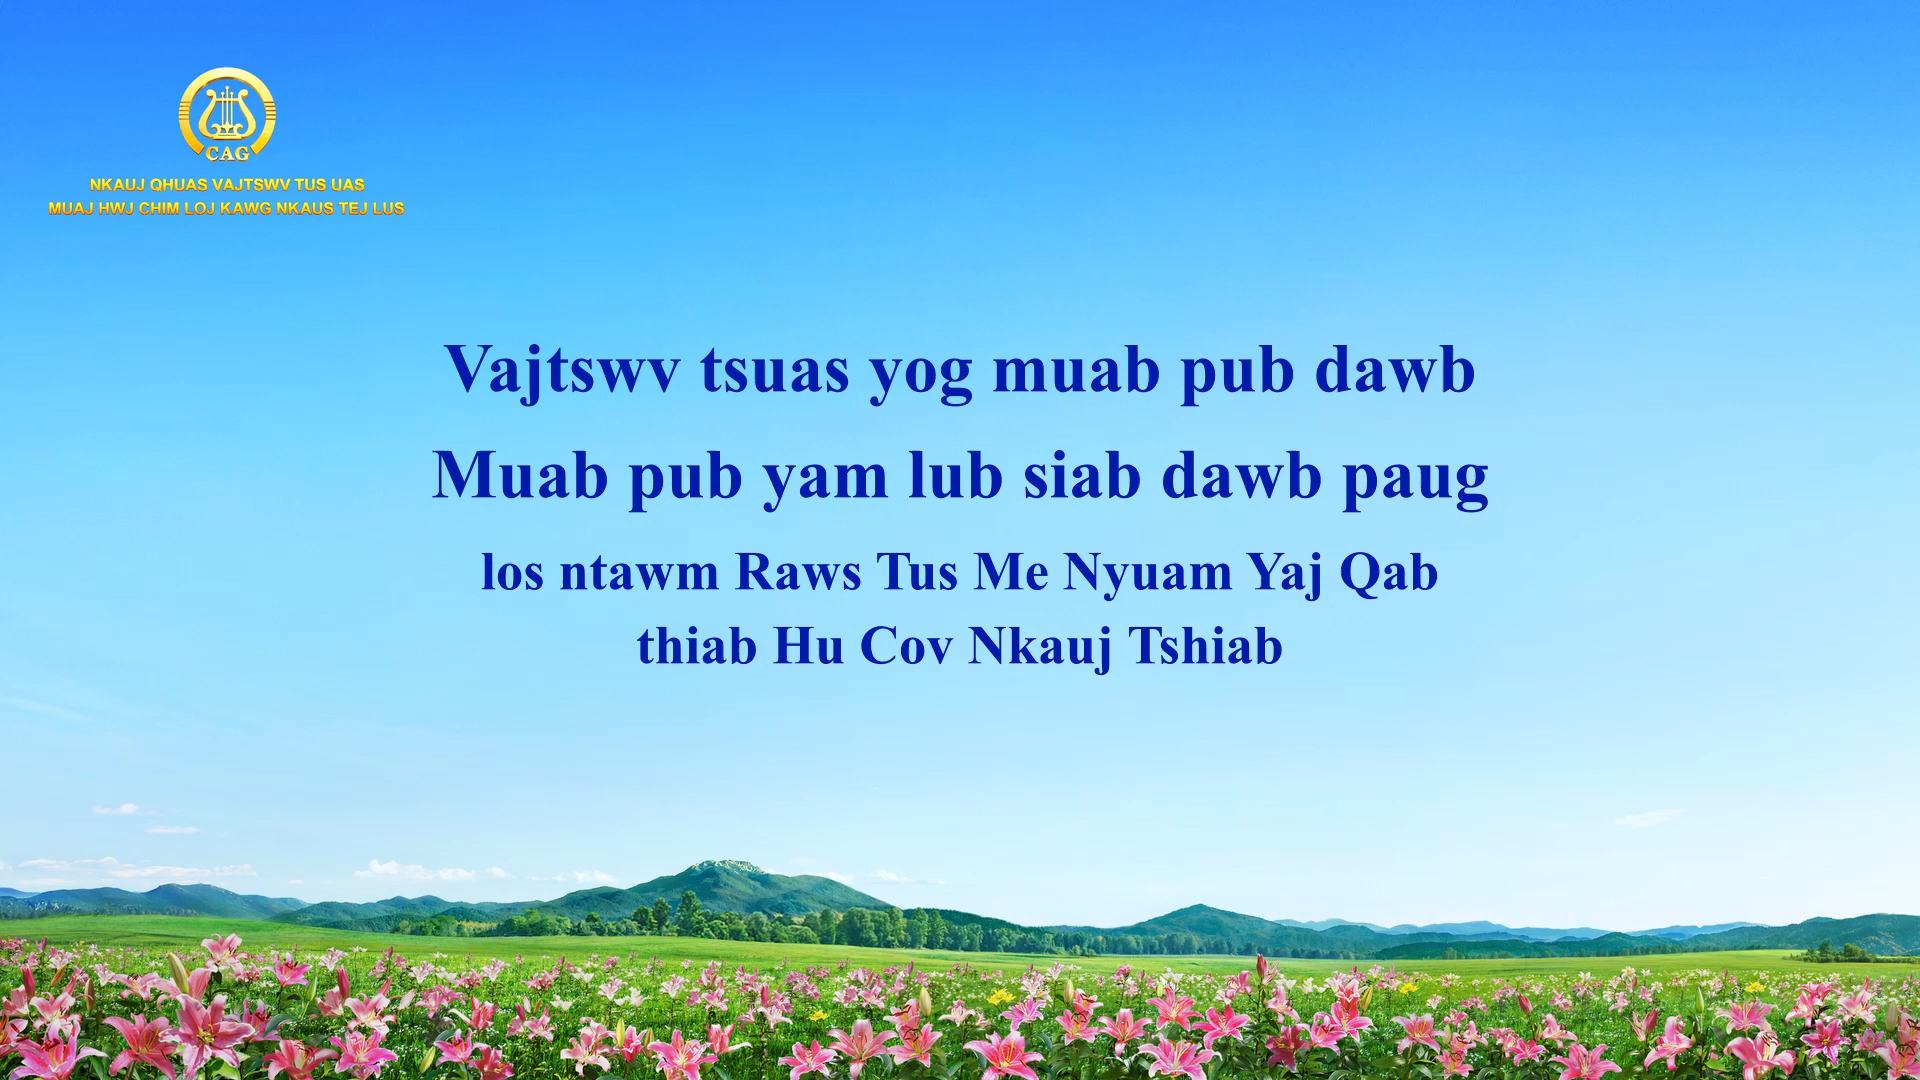 CAG
NKAUJ QHUAS VAJTSWV TUS UAS
MUAJ HWJ CHIM LOJ KAWG NKAUS TEJ LUS
Vajtswv tsuas yog muab pub dawb
Muab pub yam lub siab dawb paug
los ntawm Raws Tus Me Nyuam Yaj Qab
thiab Hu Cov Nkauj Tshiab